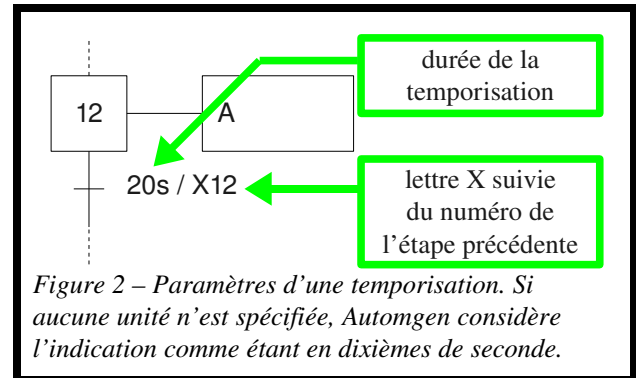 durée de la
temporisation
12
A
20s / X12
lettre X suivie
du numéro de
l'étape précédente
Figure 2 – Paramètres d'une temporisation. Si
aucune unité n'est spécifiée, Automgen considère
l'indication comme étant en dixièmes de seconde.